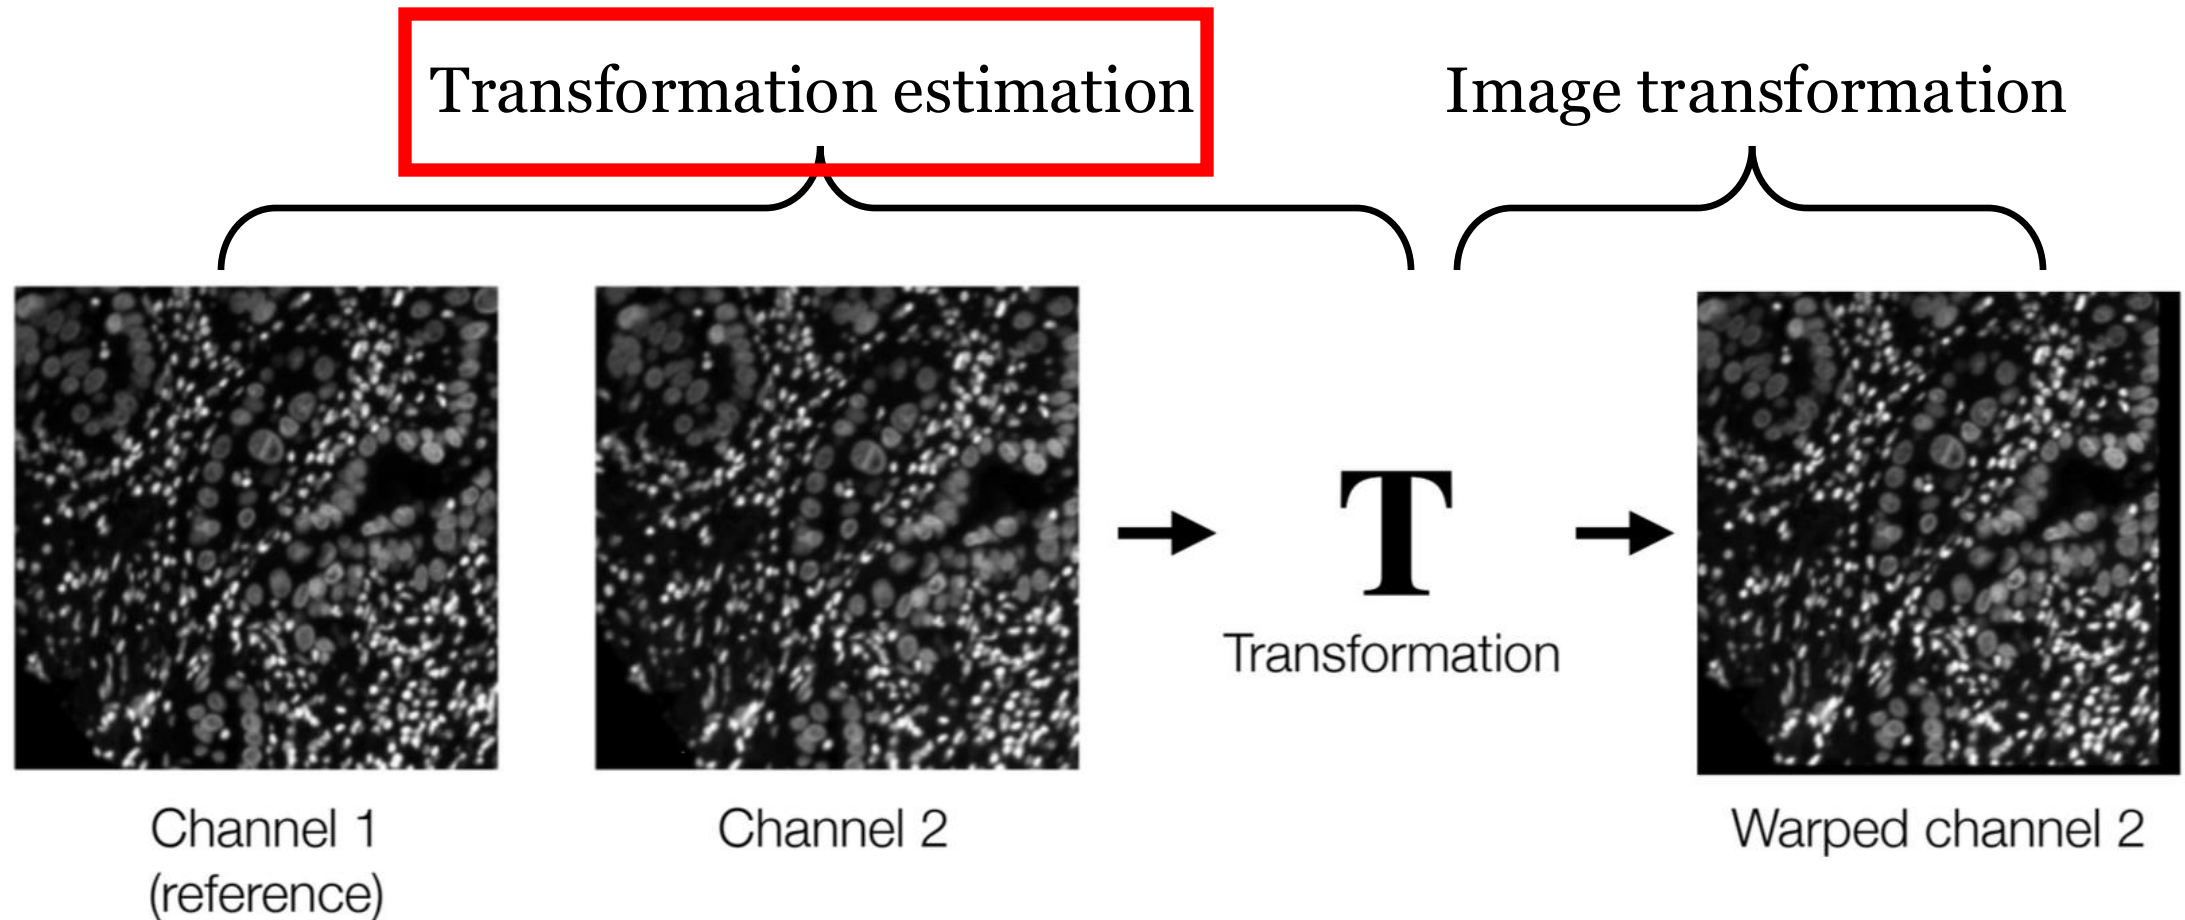 Transformation estimation
Image transformation
T
Transformation
Channel 1
(reference)
Channel 2
Warped channel 2